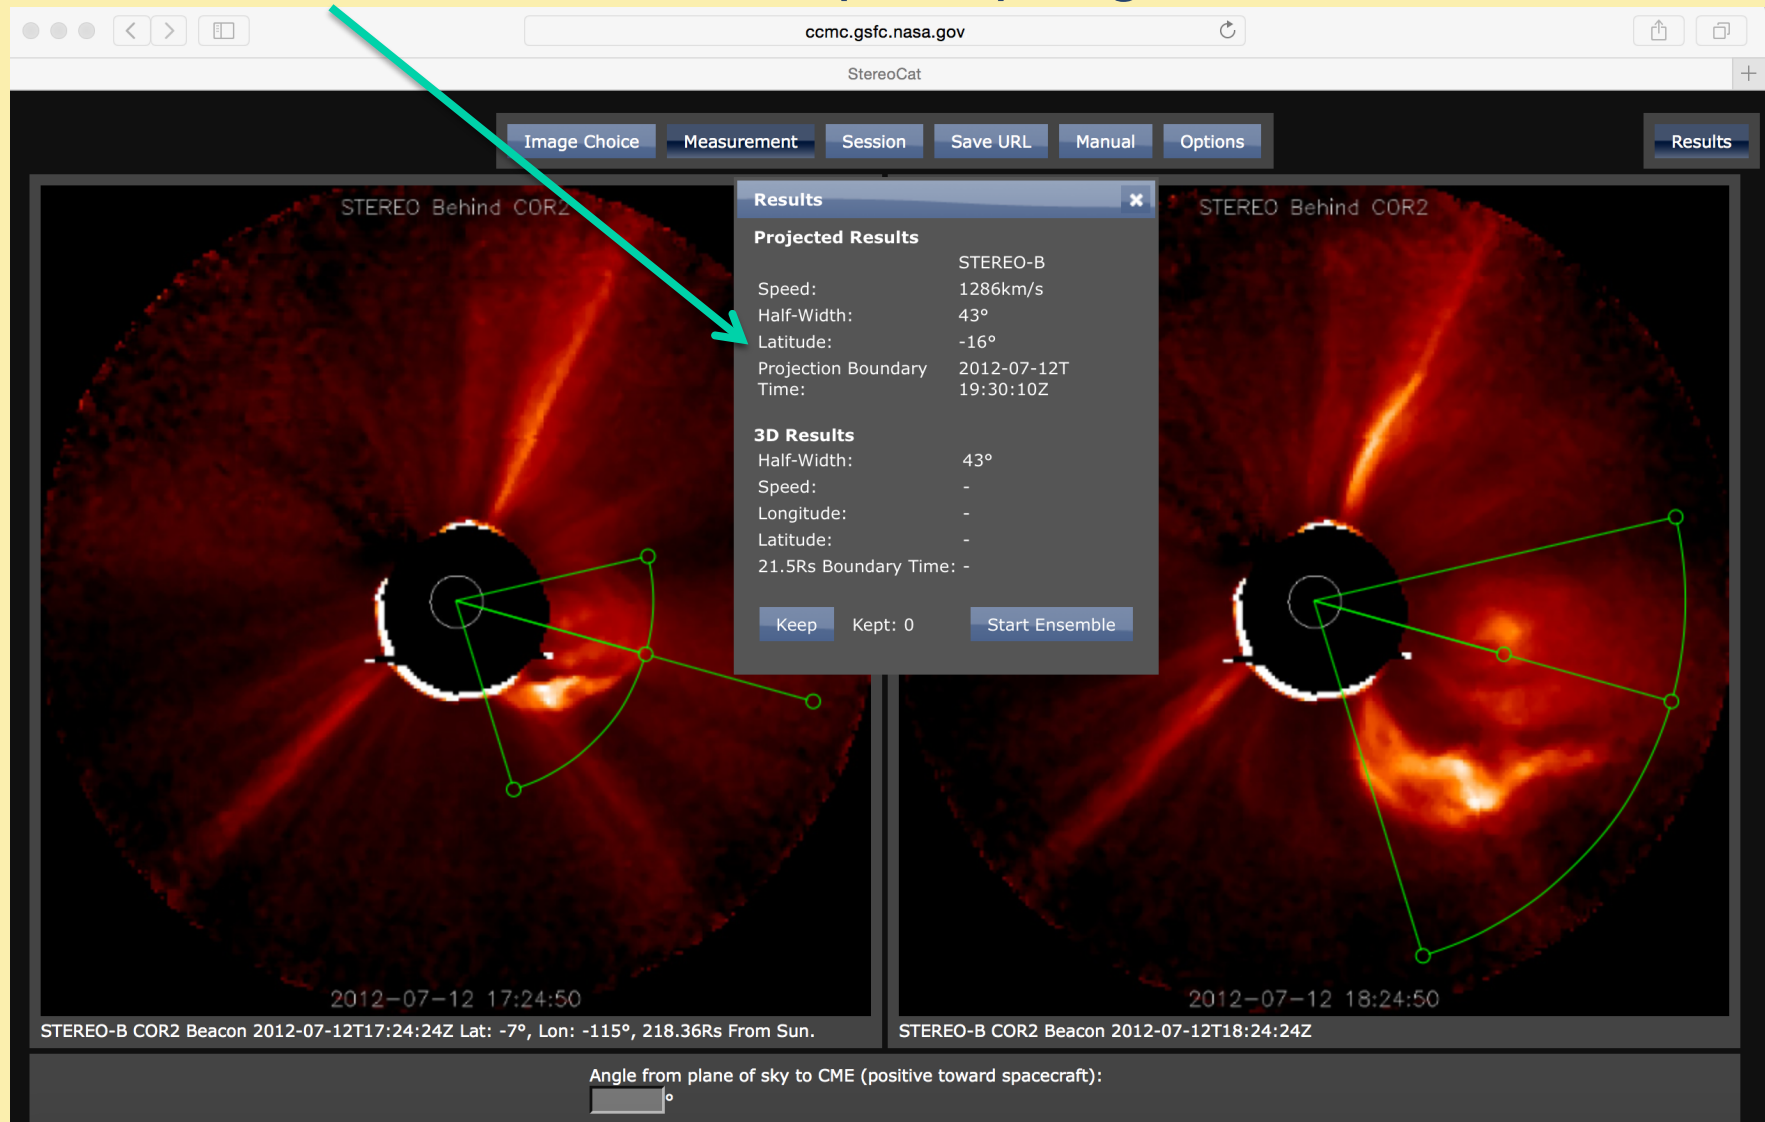 ccmc.gsfc.nasa.gov
StereoCat
Image Choice Measurement Session Save URL Manual Options Results
STEREO Behind COR2
STEREO Behind COR2
Results
Projected Results
STEREO-B
Speed: 1286km/s
Half-Width: 43°
Latitude: -16°
Projection Boundary 2012-07-12T
Time: 19:30:10Z
3D Results
Half-Width: 43°
Speed: -
Longitude: -
Latitude: -
21.5Rs Boundary Time: -
Keep Kept: 0 Start Ensemble
2012-07-12 17:24:50
2012-07-12 18:24:50
STEREO-B COR2 Beacon 2012-07-12T17:24:24Z Lat: -7°, Lon: -115°, 218.36Rs From Sun.
STEREO-B COR2 Beacon 2012-07-12T18:24:24Z
Angle from plane of sky to CME (positive toward spacecraft):
°